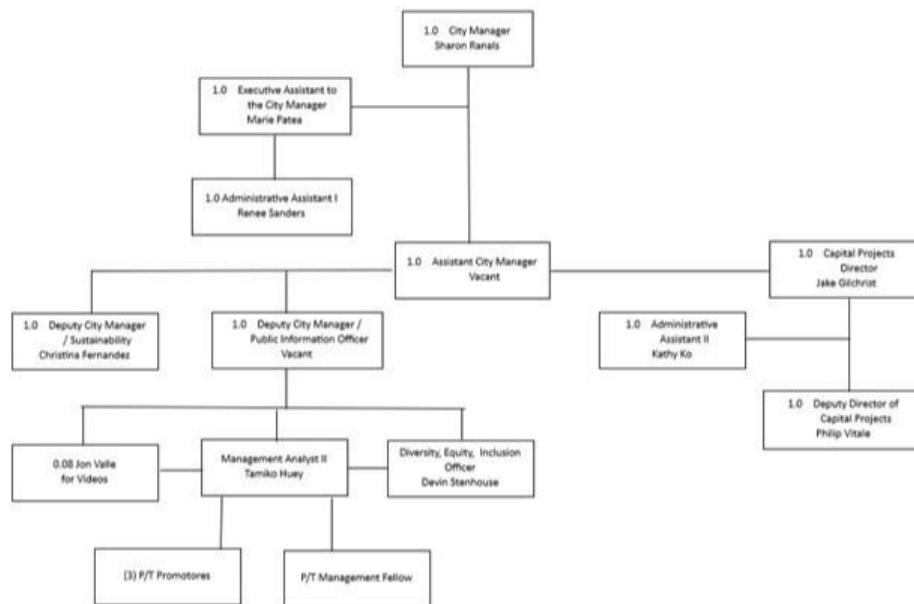 1.0 City Manager
Sharon Ranals
1.0 Executive Assistant to
the City Manager
Marie Patea
1.0 Administrative Assistant I
Renee Sanders
1.0 Assistant City Manager
Vacant
1.0 Capital Projects
Director
Jake Gilchrist
1.0 Deputy City Manager
/ Sustainability
Christina Fernandez
1.0 Deputy City Manager /
Public Information Officer
Vacant
1.0 Administrative
Assistant II
Kathy Ko
1.0 Deputy Director of
Capital Projects
Philip Vitale
0.08 Jon Valle
for Videos
Management Analyst II
Tamiko Huey
Diversity, Equity, Inclusion
Officer
Devin Stenhouse
(3) P/T Promotores
P/T Management Fellow